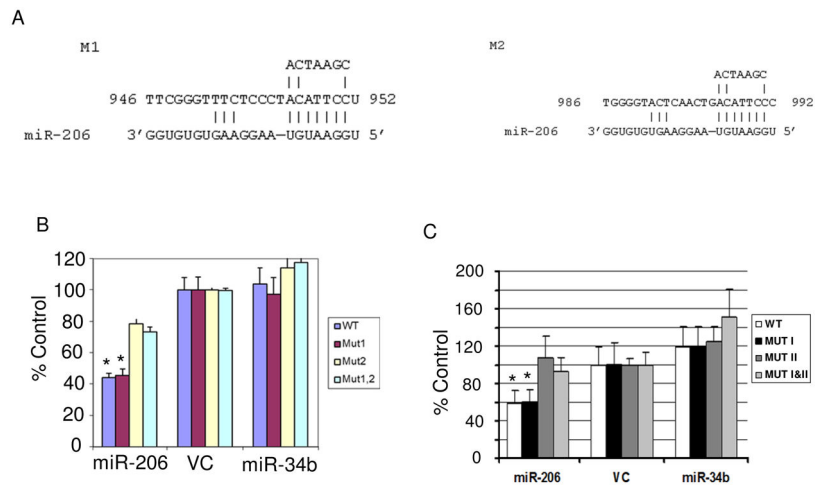 A
M1
ACTAAGC
946 TTCGGGTTTCTCCCTACATTCCU 952
miR-206 3'GGUGUGUGAAGGAA—UGUAAGGU 5'
M2
ACTAAGC
986 TGGGGTACTCAACTGACATTCCC 992
miR-206 3'GGUGUGUGAAGGAA—UGUAAGGU 5'
B
% Control
120
100
80
60
40
20
0
* *
miR-206 VC miR-34b
WT
Mut1
Mut2
Mut1,2
C
% Control
200
160
120
80
40
0
* *
miR-206 VC miR-34b
WT
MUT I
MUT II
MUT I&II